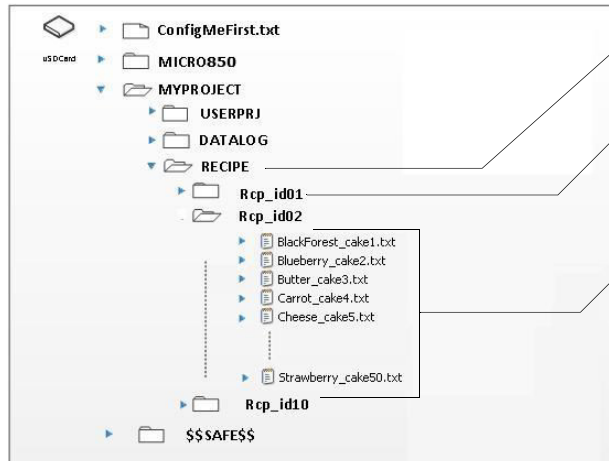 ConfigMeFirst.txt
uSDCard
MICRO850
MYPROJECT
USERPRJ
DATALOG
RECIPE
Rcp_id01
Rcp_id02
BlackForest_cake1.txt
Blueberry_cake2.txt
Butter_cake3.txt
Carrot_cake4.txt
Cheese_cake5.txt
Strawberry_cake50.txt
Rcp_id10
$$SAFE$$